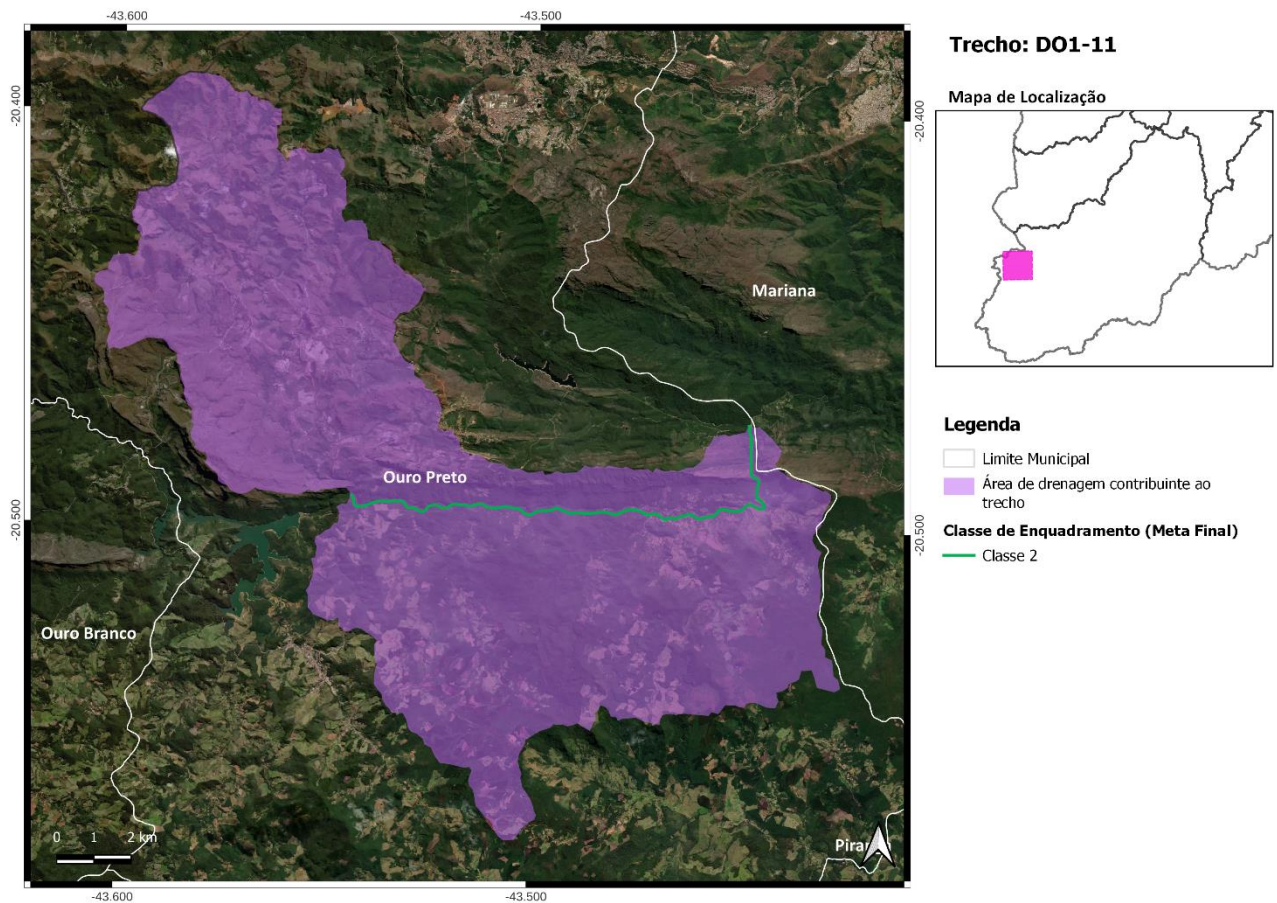 -43.600
-43.500
Trecho: DO1-11
Mapa de Localização
-20.400
-20.400
Mariana
Legenda
Limite Municipal
Ouro Preto
Área de drenagem contribuinte ao
trecho
-20.500
-20.500
Classe de Enquadramento (Meta Final)
Classe 2
Ouro Branco
0 1 2 km
-43.600
-43.500